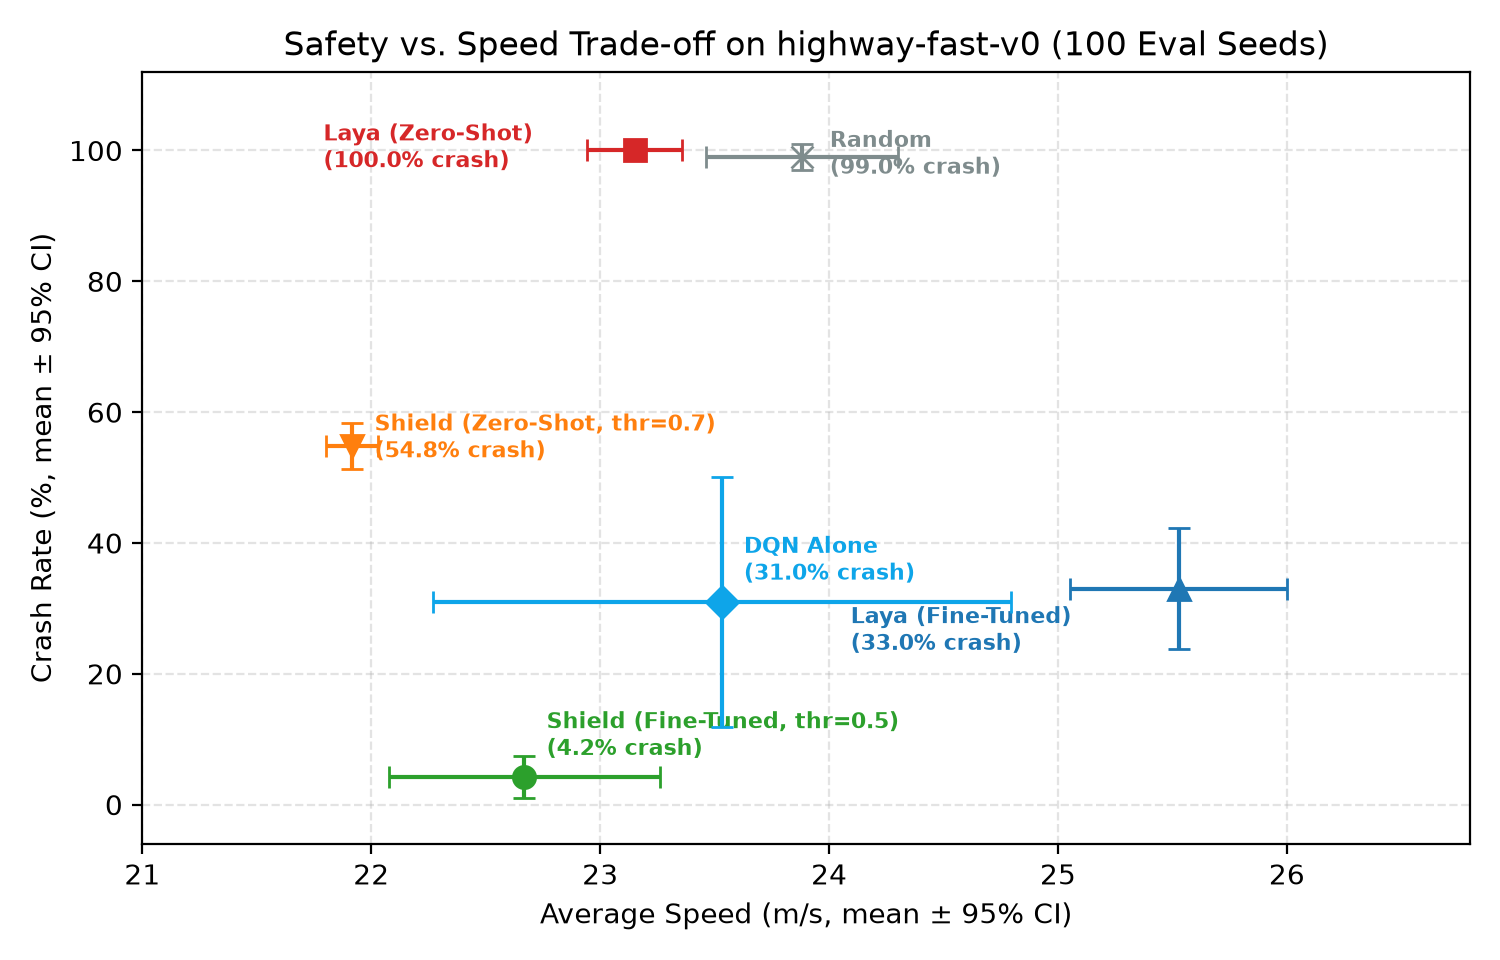 Safety vs. Speed Trade-off on highway-fast-v0 (100 Eval Seeds)
Crash Rate (%, mean ± 95% CI)
100
80
60
40
20
0
Laya (Zero-Shot)
(100.0% crash)
Random
(99.0% crash)
Shield (Zero-Shot, thr=0.7)
(54.8% crash)
DQN Alone
(31.0% crash)
Laya (Fine-Tuned)
(33.0% crash)
Shield (Fine-Tuned, thr=0.5)
(4.2% crash)
21
22
23
24
25
26
Average Speed (m/s, mean ± 95% CI)